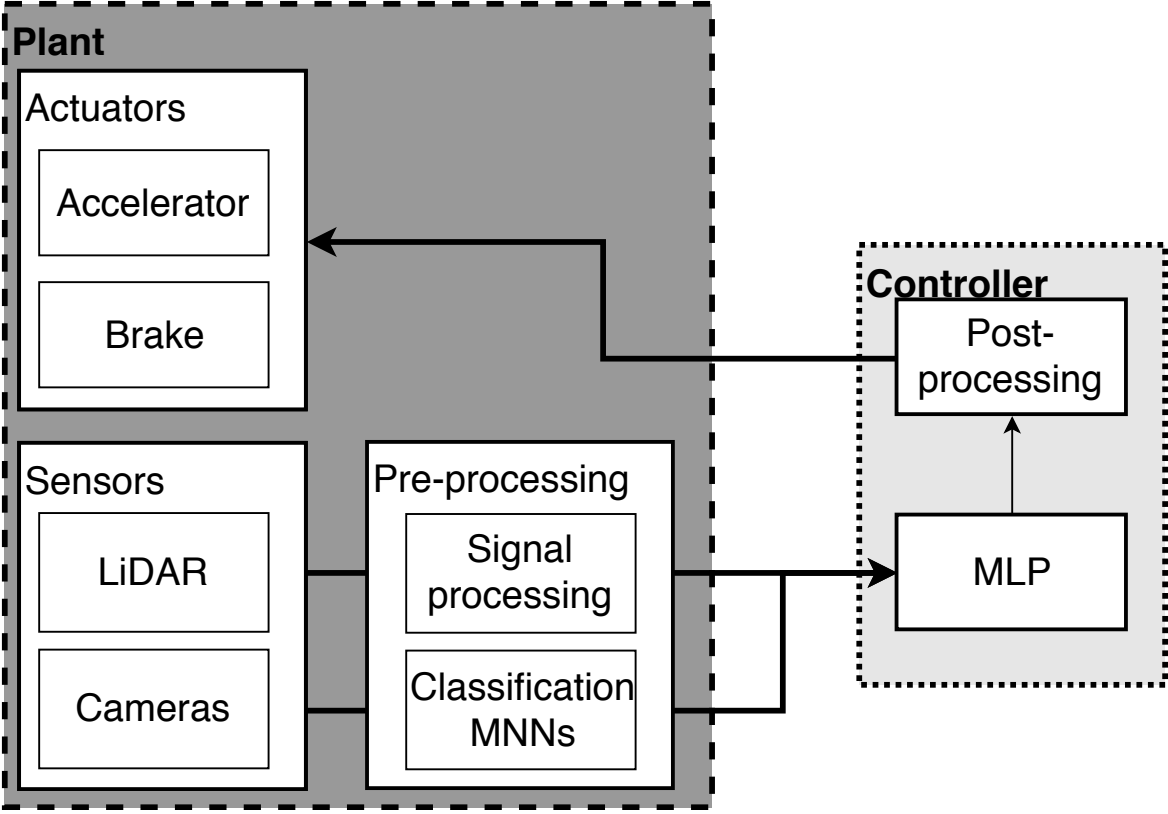 Plant
Actuators
Accelerator
Brake
Sensors
LiDAR
Cameras
Pre-processing
Signal
processing
Classification
MNNs
Controller
Post-
processing
MLP